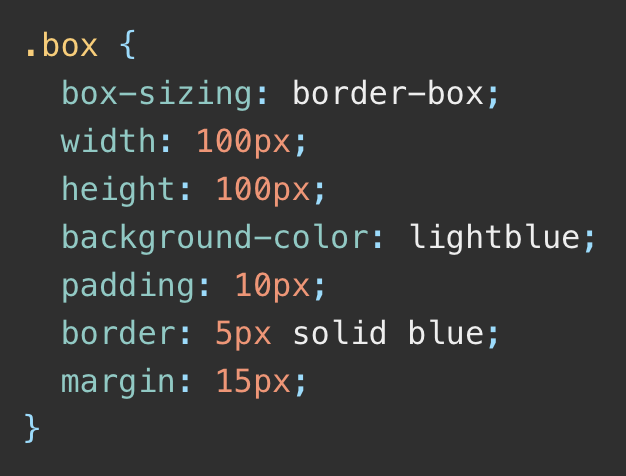 .box {
  box-sizing: border-box;
  width: 100px;
  height: 100px;
  background-color: lightblue;
  padding: 10px;
  border: 5px solid blue;
  margin: 15px;
}